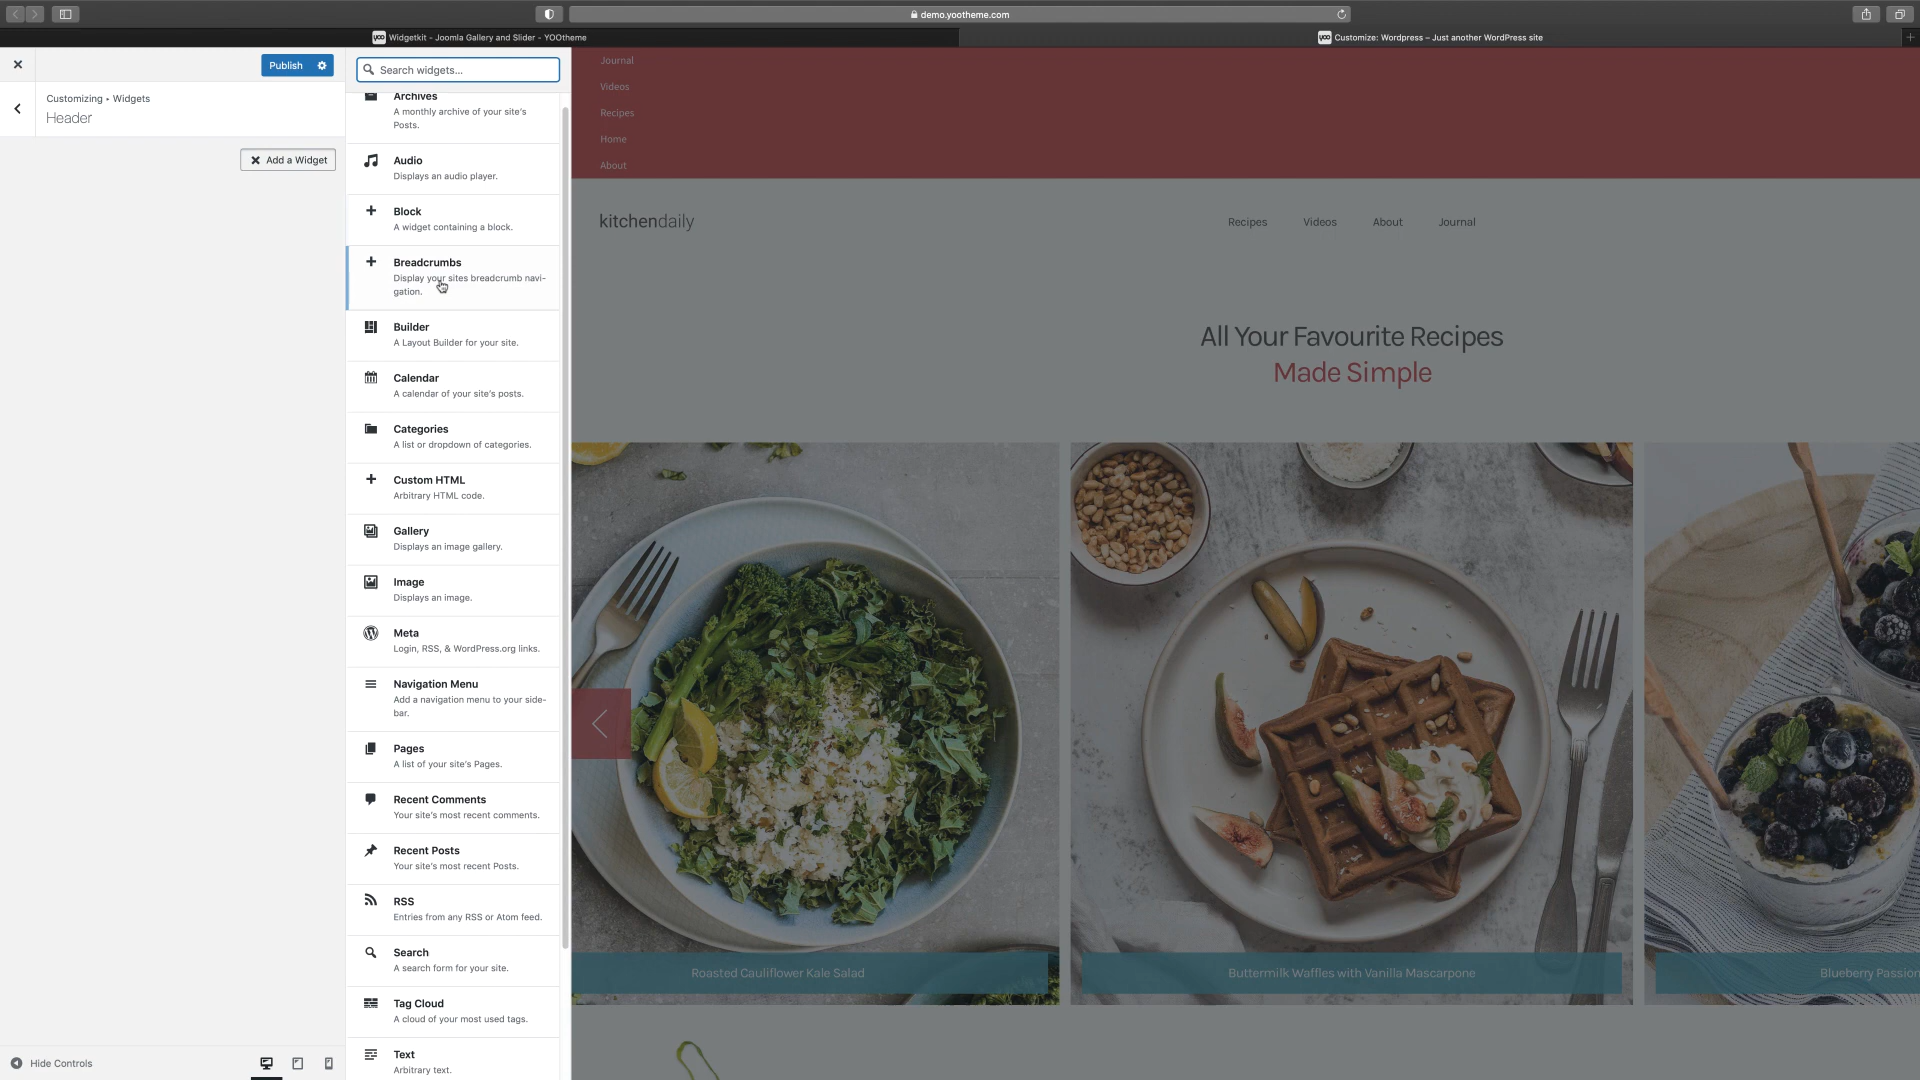 demo.yootheme.com
Widgetkit - Joomla Gallery and Slider - YOOtheme
Customize: Wordpress – Just another WordPress site
Publish
Customizing • Widgets
Header
Add a Widget
Search widgets...
Archives
A monthly archive of your site's
Posts.
Audio
Displays an audio player.
Block
A widget containing a block.
Breadcrumbs
Display your sites breadcrumb navi-
gation.
Builder
A Layout Builder for your site.
Calendar
A calendar of your site's posts.
Categories
A list or dropdown of categories.
Custom HTML
Arbitrary HTML code.
Gallery
Displays an image gallery.
Image
Displays an image.
Meta
Login, RSS, & WordPress.org links.
Navigation Menu
Add a navigation menu to your side-
bar.
Pages
A list of your site's Pages.
Recent Comments
Your site's most recent comments.
Recent Posts
Your site's most recent Posts.
RSS
Entries from any RSS or Atom feed.
Search
A search form for your site.
Tag Cloud
A cloud of your most used tags.
Text
Arbitrary text.
Hide Controls
Journal
Videos
Recipes
Home
About
kitchendaily
Recipes Videos About Journal
All Your Favourite Recipes
Made Simple
Roasted Cauliflower Kale Salad
Buttermilk Waffles with Vanilla Mascarpone
Blueberry Passion